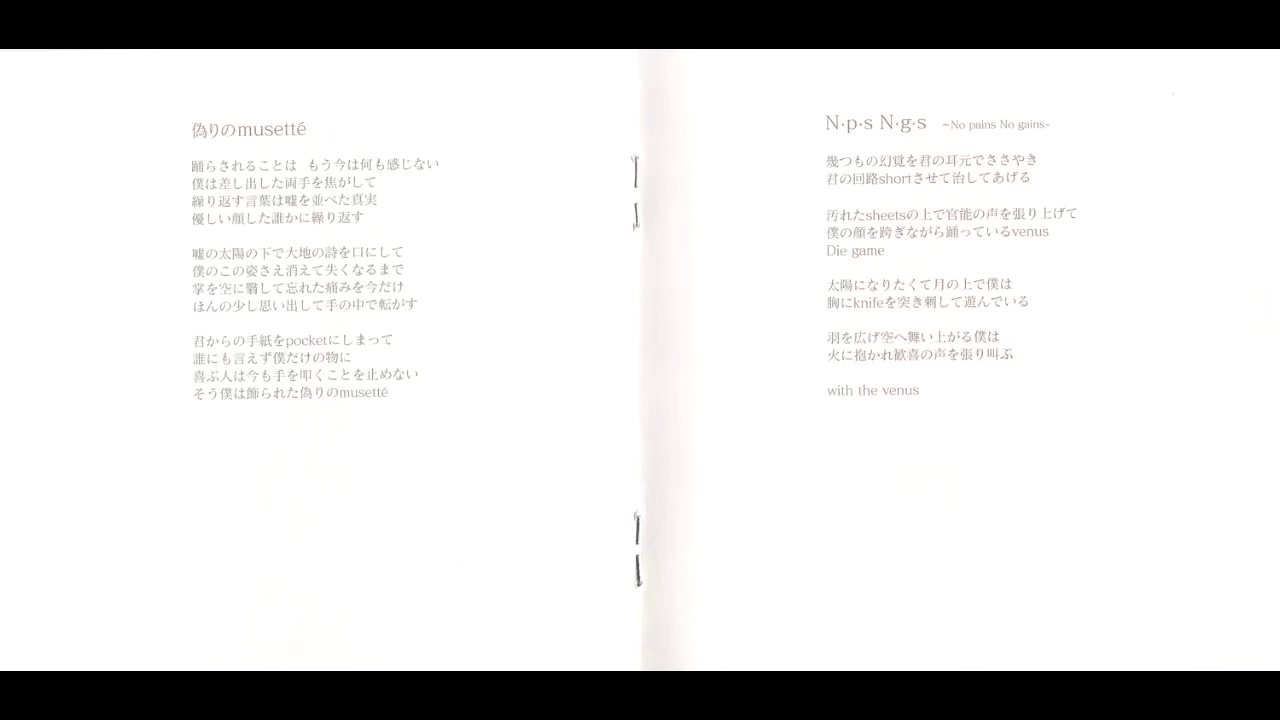 偽りのmusetté
踊らされることは もう今は何も感じない
僕は差し出した両手を焦がして
繰り返す言葉は嘘を並べた真実
優しい顔した誰かに繰り返す
嘘の太陽の下で大地の詩を口にして
僕のこの姿さえ消えて失くなるまで
掌を空に翳して忘れた痛みを今だけ
ほんの少し思い出して手の中で転がす
君からの手紙をpocketにしまって
誰にも言えず僕だけの物に
喜ぶ人は今も手を叩くことを止めない
そう僕は飾られた偽りのmusetté
N·p·s N·g·s ~No pains No gains~
幾つもの幻覚を君の耳元でささやき
君の回路shortさせて治してあげる
汚れたsheetsの上で官能の声を張り上げて
僕の顔を跨ぎながら踊っているvenus
Die game
太陽になりたくて月の上で僕は
胸にknifeを突き刺して遊んでいる
羽を広げ空へ舞い上がる僕は
火に抱かれ歓喜の声を張り叫ぶ
with the venus